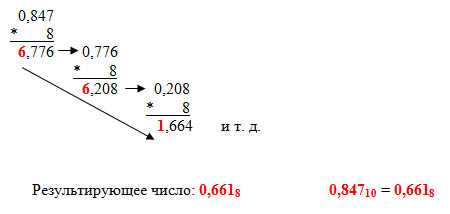 0,847
* 8
6,776 → 0,776
* 8
6,208 → 0,208
* 8
1,664 и т. д.
Результирующее число: 0,661₈ 0,847₁₀ = 0,661₈